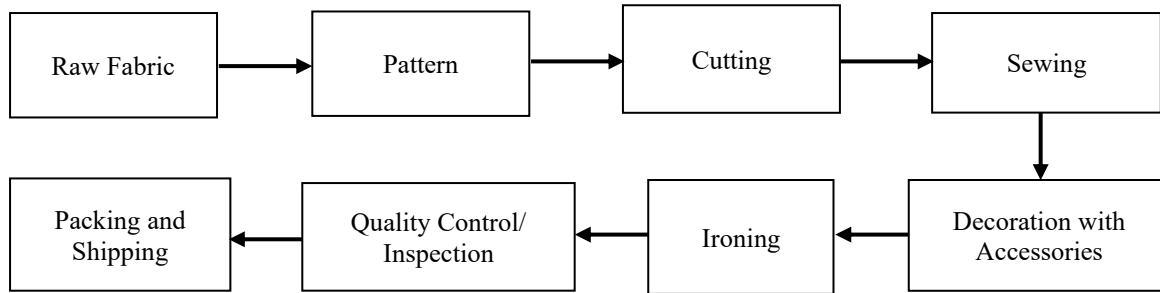 Raw Fabric
Pattern
Cutting
Sewing
Decoration with
Accessories
Ironing
Quality Control/
Inspection
Packing and
Shipping